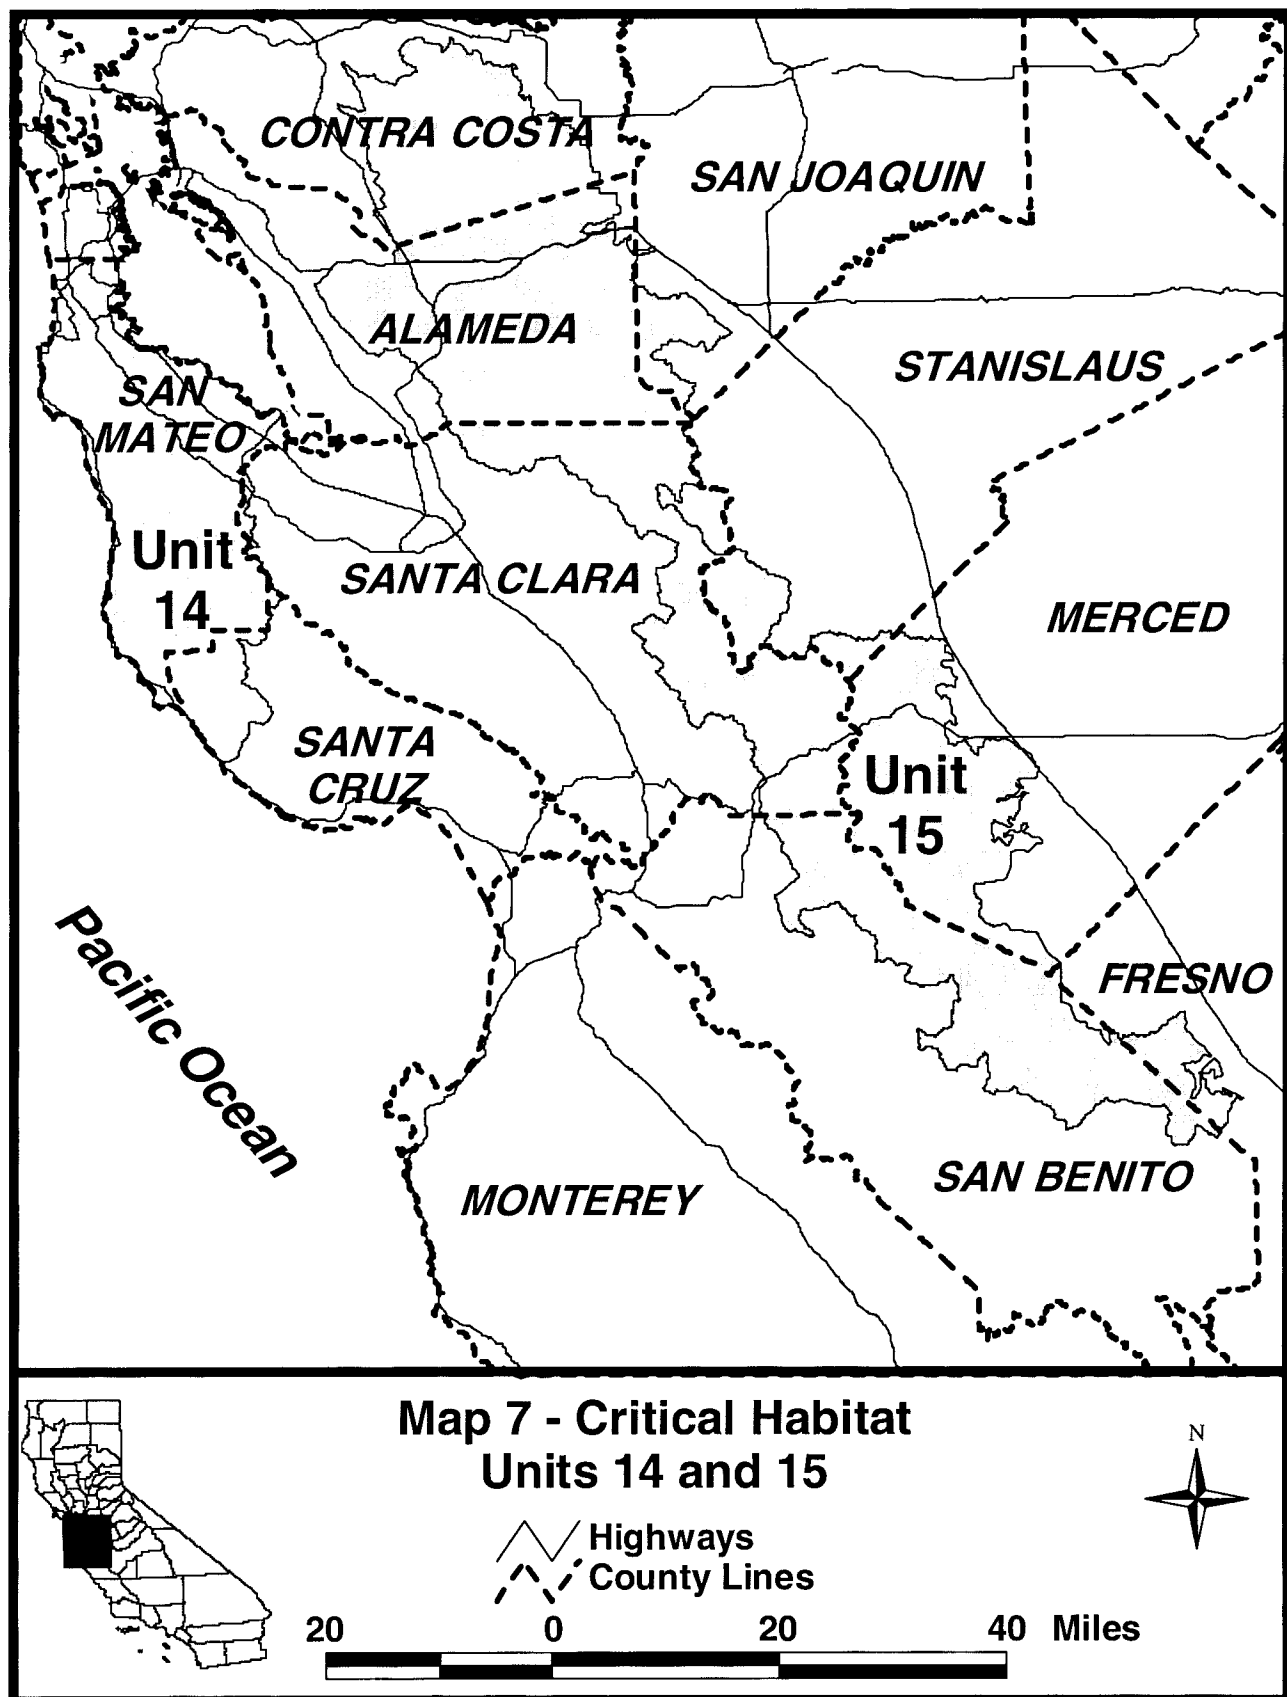 CONTRA COSTA
SAN JOAQUIN
ALAMEDA
STANISLAUS
SAN
MATEO
Unit
14
SANTA CLARA
MERCED
SANTA
CRUZ
Unit
15
Pacific Ocean
FRESNO
SAN BENITO
MONTEREY
Map 7 - Critical Habitat
Units 14 and 15
N
Highways
County Lines
20 0 20 40 Miles